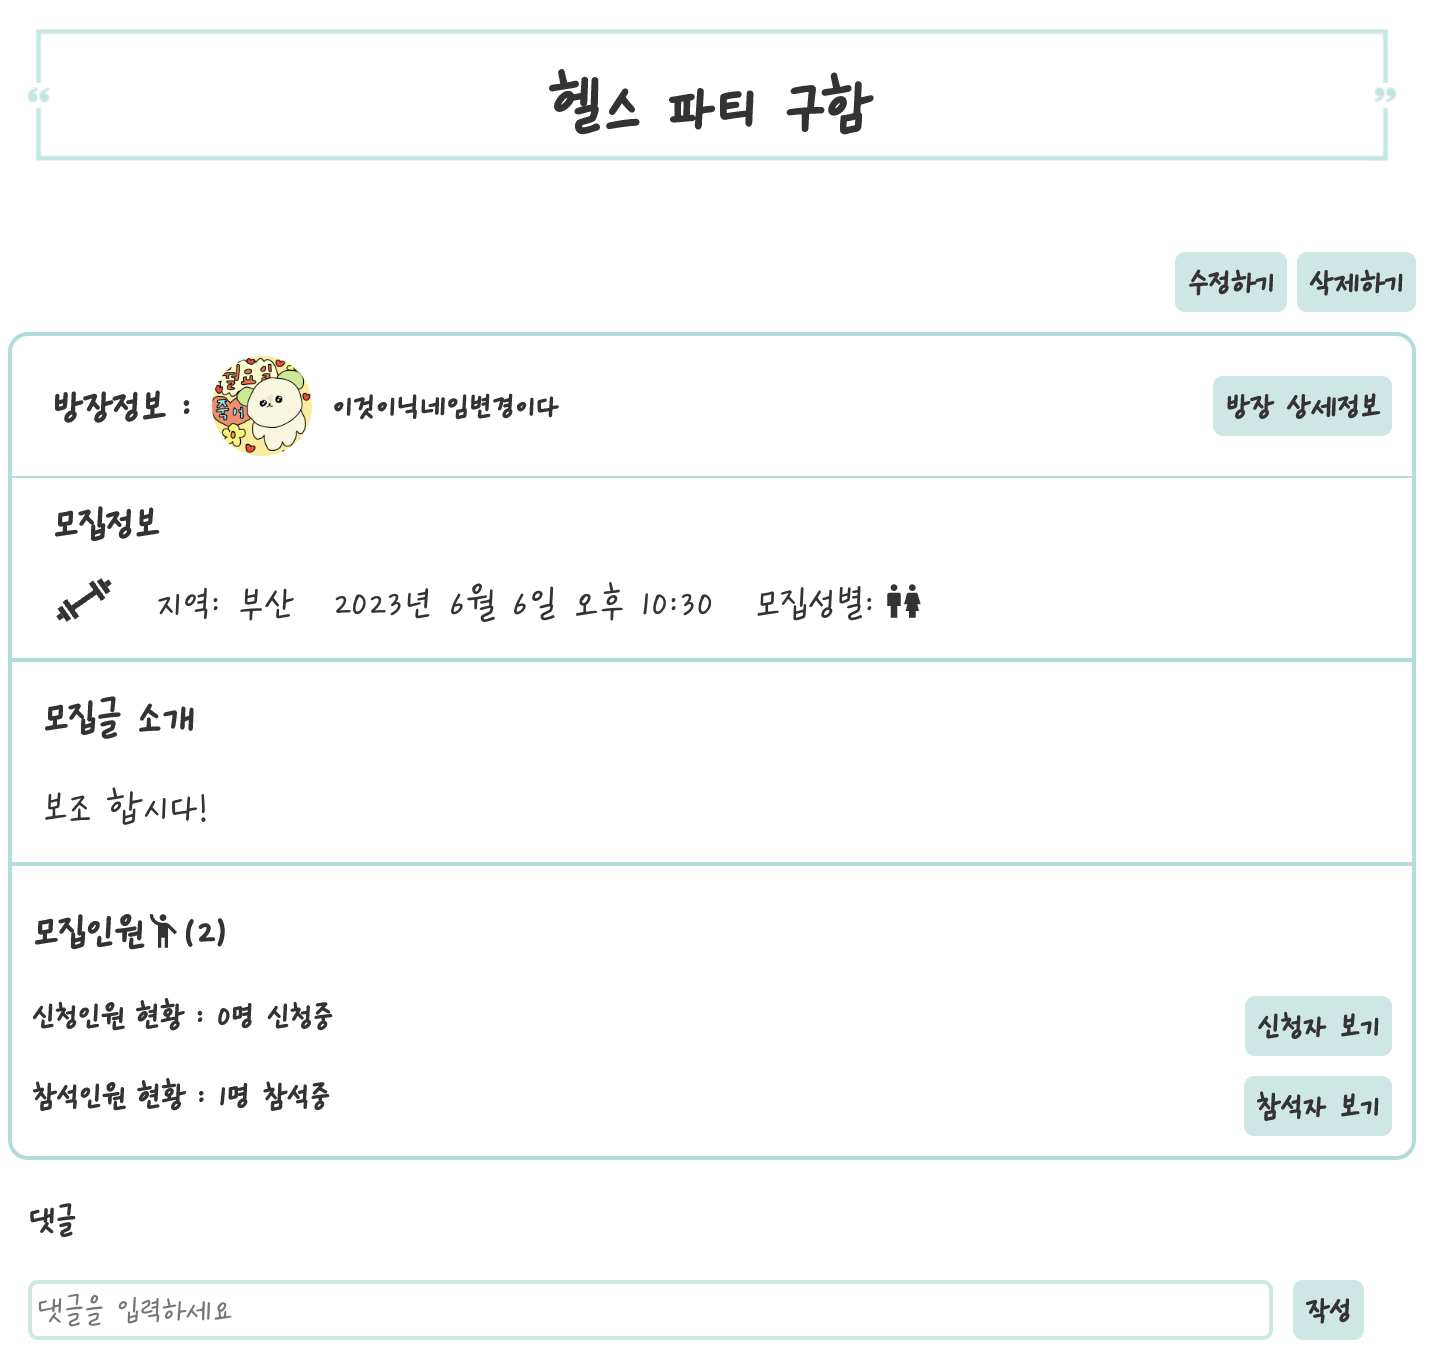 “ 헬스 파티 구함 ”
수정하기 삭제하기
방장정보 : 이것이닉네임변경이다 방장 상세정보
월요일
죽어
모집정보
지역: 부산 2023년 6월 6일 오후 10:30 모집성별:
모집글 소개
보조 합시다!
모집인원 (2)
신청인원 현황 : 0명 신청중 신청자 보기
참석인원 현황 : 1명 참석중 참석자 보기
댓글
댓글을 입력하세요 작성